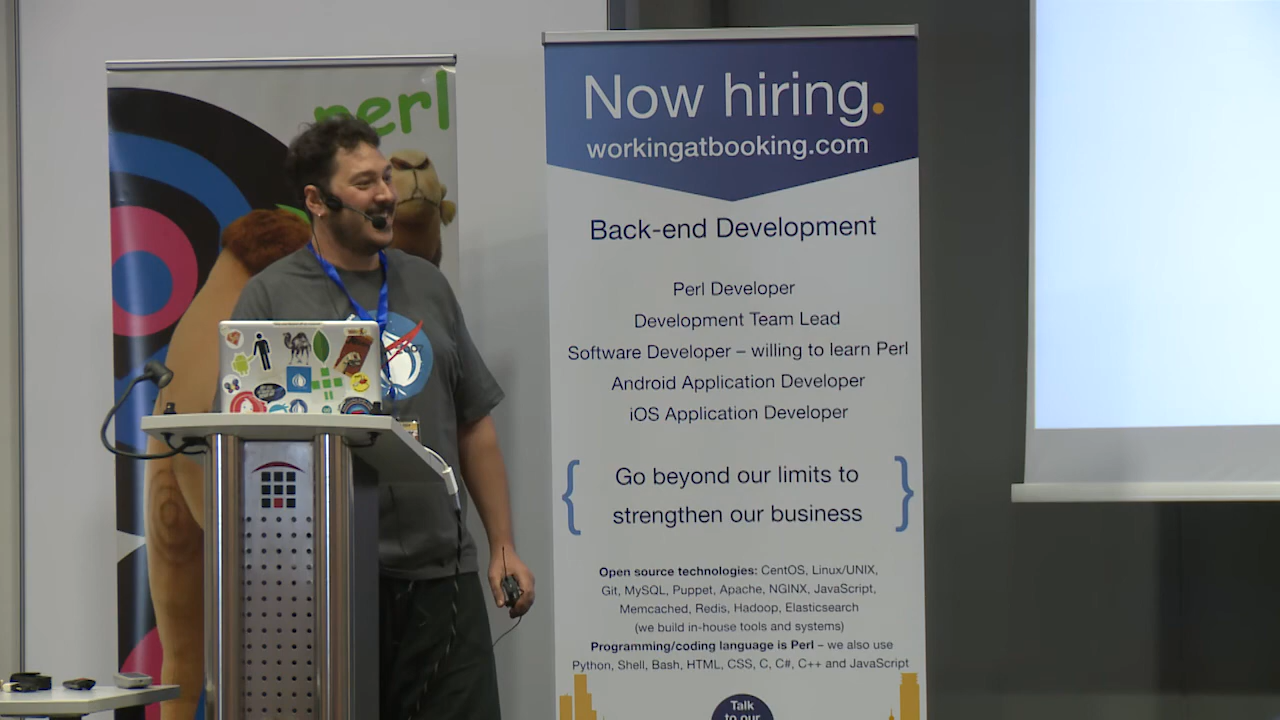 perl
Now hiring.
workingatbooking.com
Back-end Development
Perl Developer
Development Team Lead
Software Developer – willing to learn Perl
Android Application Developer
iOS Application Developer
{ Go beyond our limits to
strengthen our business }
Open source technologies: CentOS, Linux/UNIX,
Git, MySQL, Puppet, Apache, NGINX, JavaScript,
Memcached, Redis, Hadoop, Elasticsearch
(we build in-house tools and systems)
Programming/coding language is Perl – we also use
Python, Shell, Bash, HTML, CSS, C, C#, C++ and JavaScript
Talk
to our